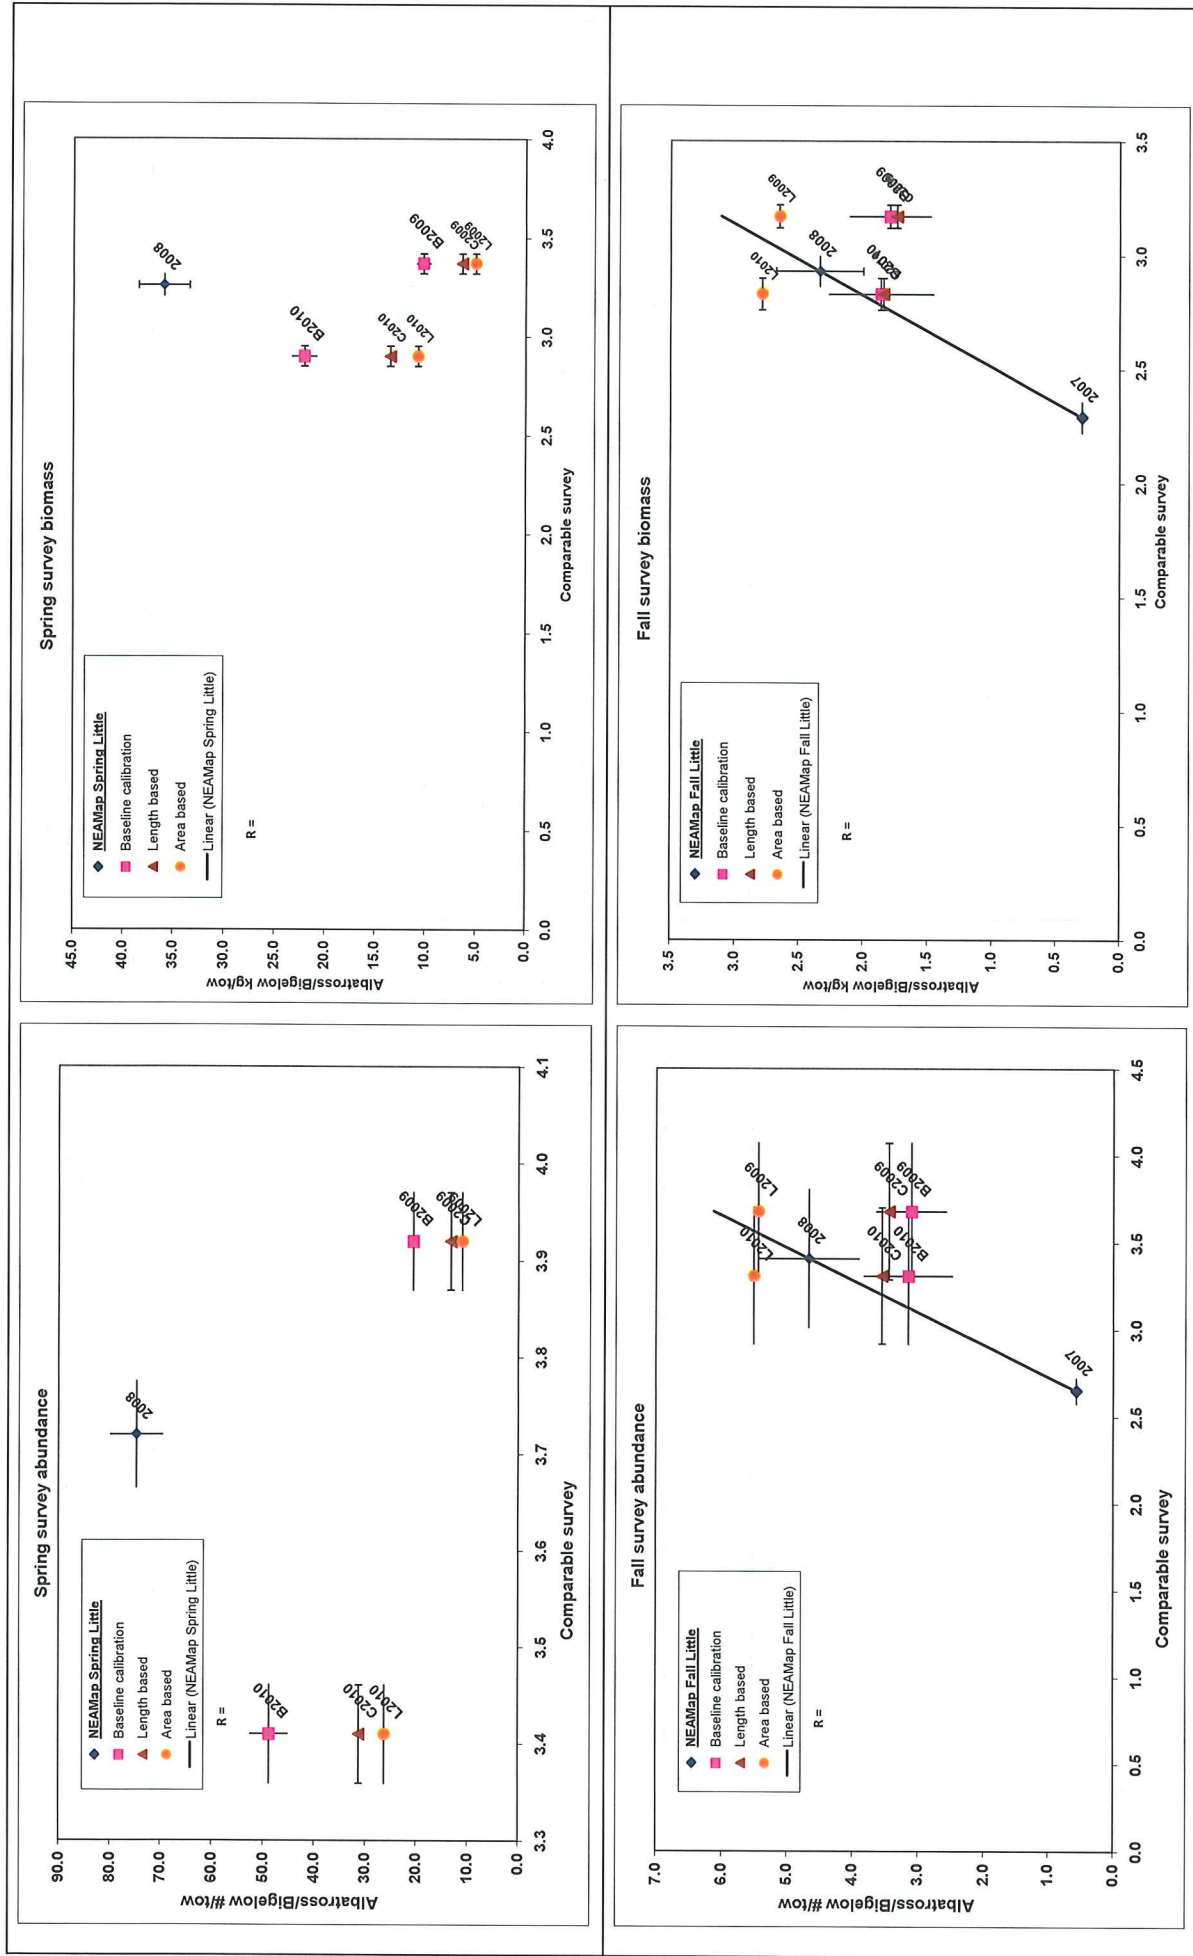 Spring survey abundance
90.0
80.0
70.0
60.0
50.0
40.0
30.0
20.0
10.0
0.0
Albatross/Bigelow #/tow
NEAMap Spring Little
Baseline calibration
Length based
Area based
Linear (NEAMap Spring Little)
R =
2008
B2010
C2010
L2010
B2009
C2009
L2009
3.3
3.4
3.5
3.6
3.7
3.8
3.9
4.0
4.1
Comparable survey
Spring survey biomass
45.0
40.0
35.0
30.0
25.0
20.0
15.0
10.0
5.0
0.0
Albatross/Bigelow kg/tow
NEAMap Spring Little
Baseline calibration
Length based
Area based
Linear (NEAMap Spring Little)
R =
2008
B2010
C2010
L2010
B2009
C2009
L2009
0.0
0.5
1.0
1.5
2.0
2.5
3.0
3.5
4.0
Comparable survey
Fall survey abundance
7.0
6.0
5.0
4.0
3.0
2.0
1.0
0.0
Albatross/Bigelow #/tow
NEAMap Fall Little
Baseline calibration
Length based
Area based
Linear (NEAMap Fall Little)
R =
L2009
L2010
2008
C2009
C2010
B2009
B2010
2007
0.0
0.5
1.0
1.5
2.0
2.5
3.0
3.5
4.0
4.5
Comparable survey
Fall survey biomass
3.5
3.0
2.5
2.0
1.5
1.0
0.5
0.0
Albatross/Bigelow kg/tow
NEAMap Fall Little
Baseline calibration
Length based
Area based
Linear (NEAMap Fall Little)
R =
L2010
L2009
2008
2007
0.0
0.5
1.0
1.5
2.0
2.5
3.0
3.5
Comparable survey